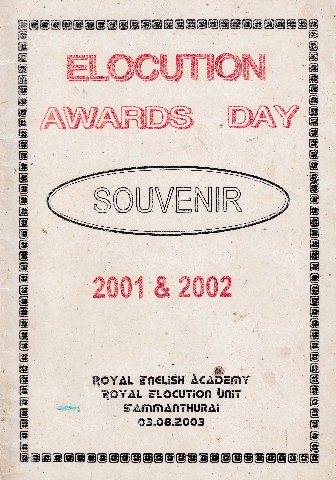 ELOCUTION
AWARDS DAY
SOUVENIR
2001 & 2002
ROYAL ENGLISH ACADEMY
ROYAL ELOCUTION UNIT
SAMMANTHURAI
03.08.2003